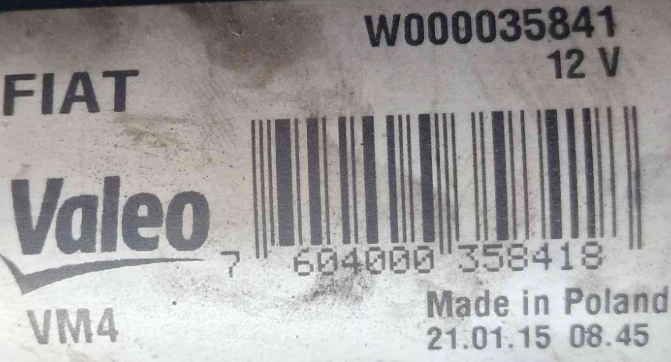 W000035841
12 V
FIAT
Valeo
7 604000 358418
VM4
Made in Poland
21.01.15 08.45